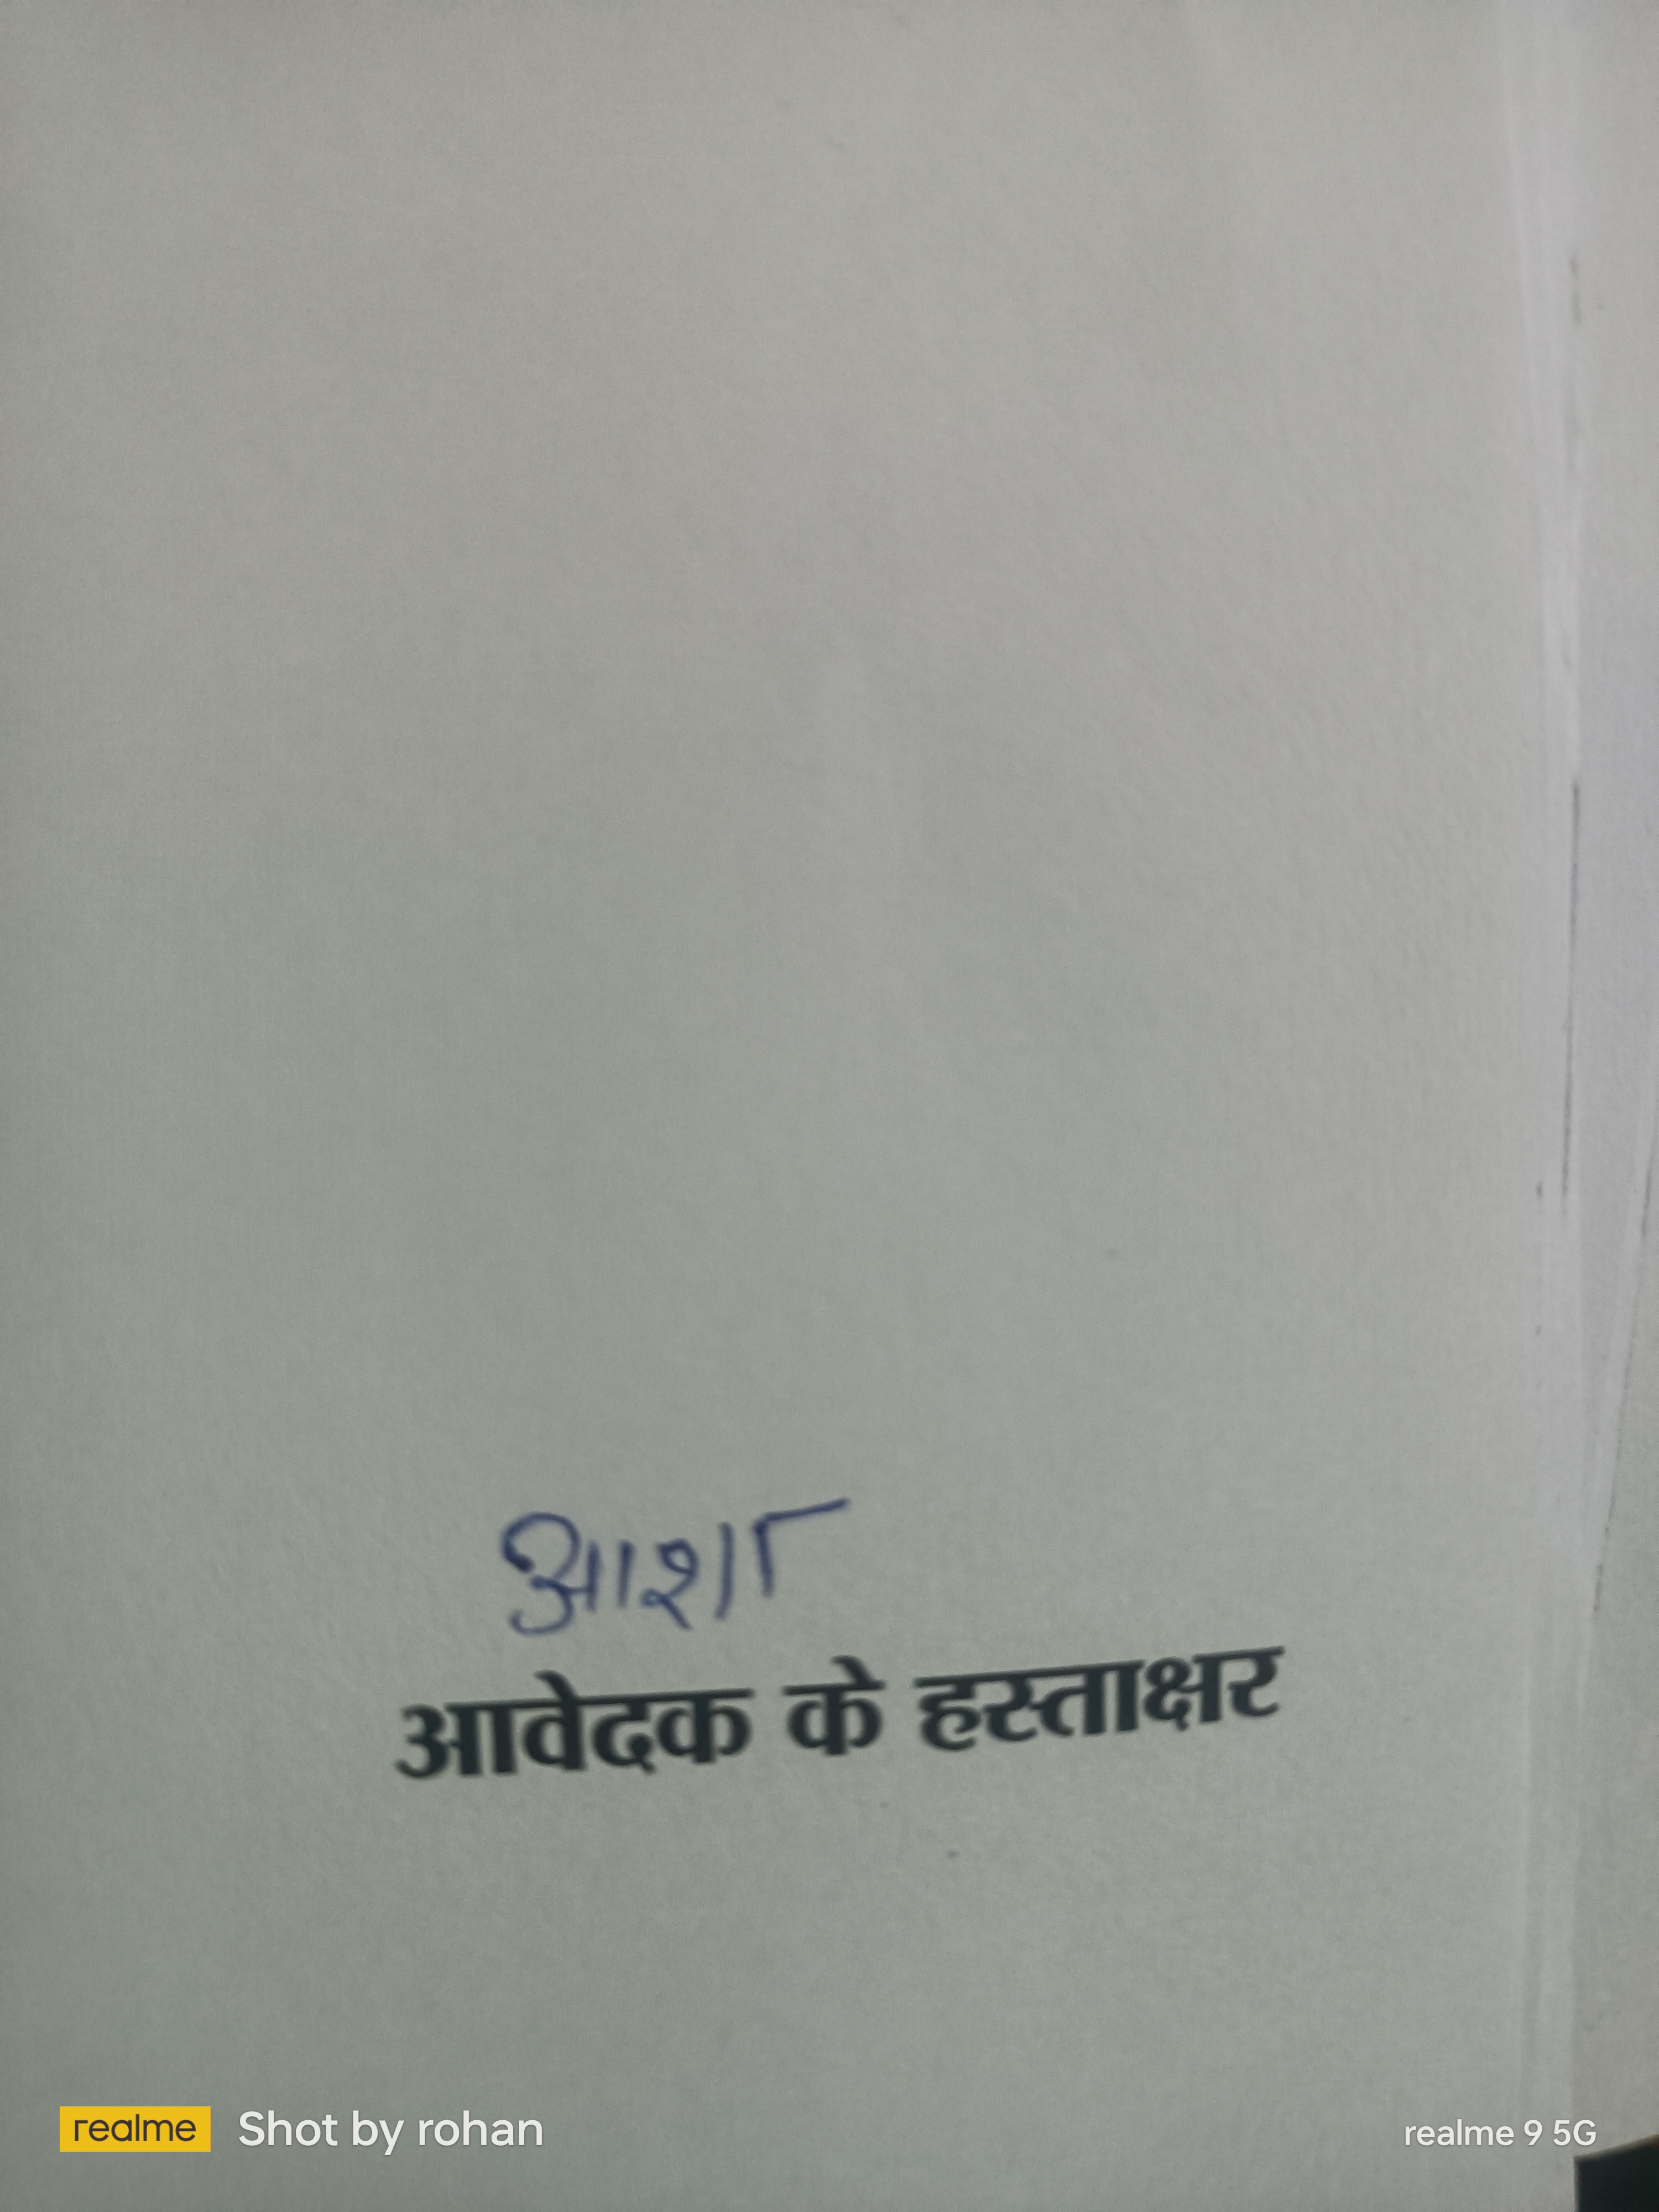 आशा
आवेदक के हस्ताक्षर
realme Shot by rohan
realme 9 5G